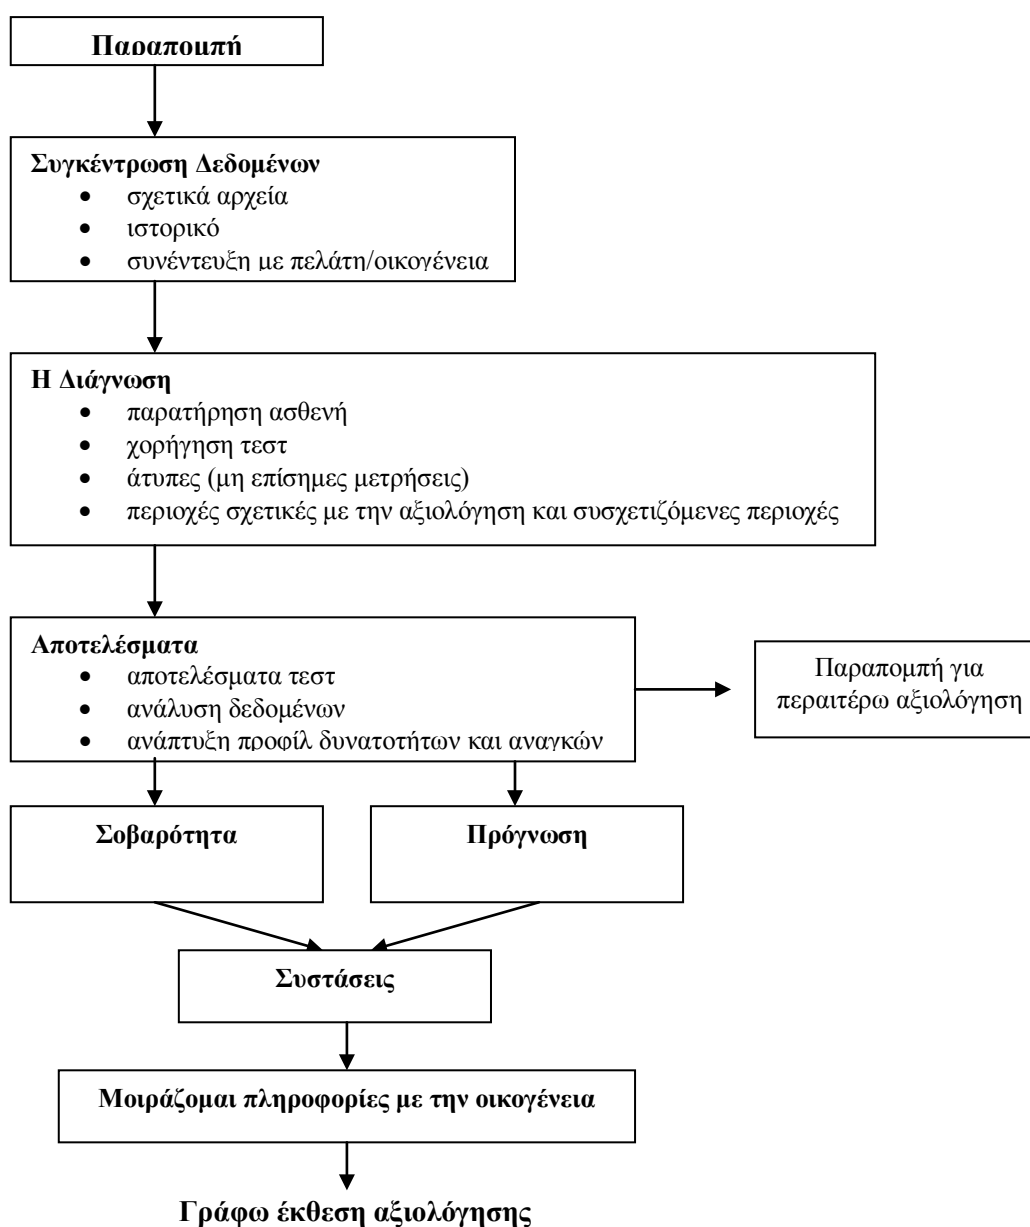 Παραπομπή
Συγκέντρωση Δεδομένων
• σχετικά αρχεία
• ιστορικό
• συνέντευξη με πελάτη/οικογένεια
Η Διάγνωση
• παρατήρηση ασθενή
• χορήγηση τεστ
• άτυπες (μη επίσημες μετρήσεις)
• περιοχές σχετικές με την αξιολόγηση και συσχετιζόμενες περιοχές
Αποτελέσματα
• αποτελέσματα τεστ
• ανάλυση δεδομένων
• ανάπτυξη προφίλ δυνατοτήτων και αναγκών
Παραπομπή για
περαιτέρω αξιολόγηση
Σοβαρότητα
Πρόγνωση
Συστάσεις
Μοιράζομαι πληροφορίες με την οικογένεια
Γράφω έκθεση αξιολόγησης